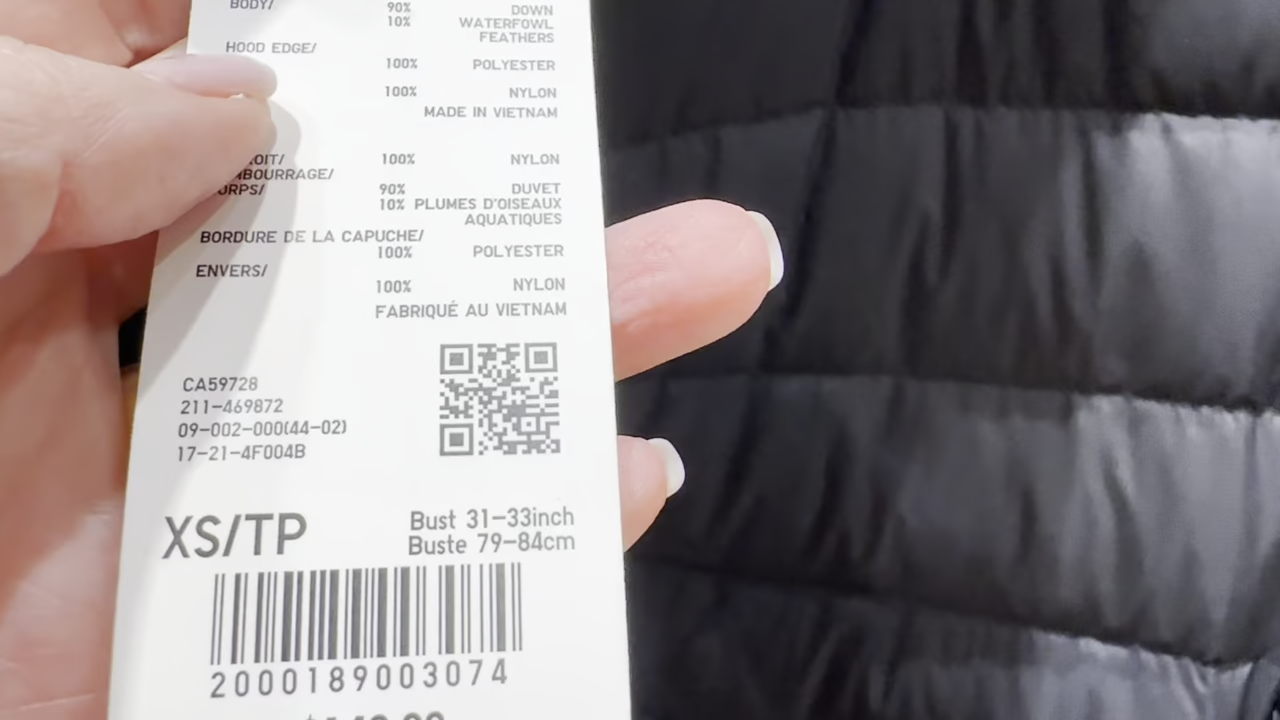 BODY/ 90% DOWN
10% WATERFOWL
FEATHERS
HOOD EDGE/
100% POLYESTER
100% NYLON
MADE IN VIETNAM
100% NYLON
90% DUVET
10% PLUMES D'OISEAUX
AQUATIQUES
BORDURE DE LA CAPUCHE/
100% POLYESTER
ENVERS/
100% NYLON
FABRIQUÉ AU VIETNAM
CA59728
211-469872
09-002-000(44-02)
17-21-4F004B
XS/TP
Bust 31-33inch
Buste 79-84cm
2000189003074